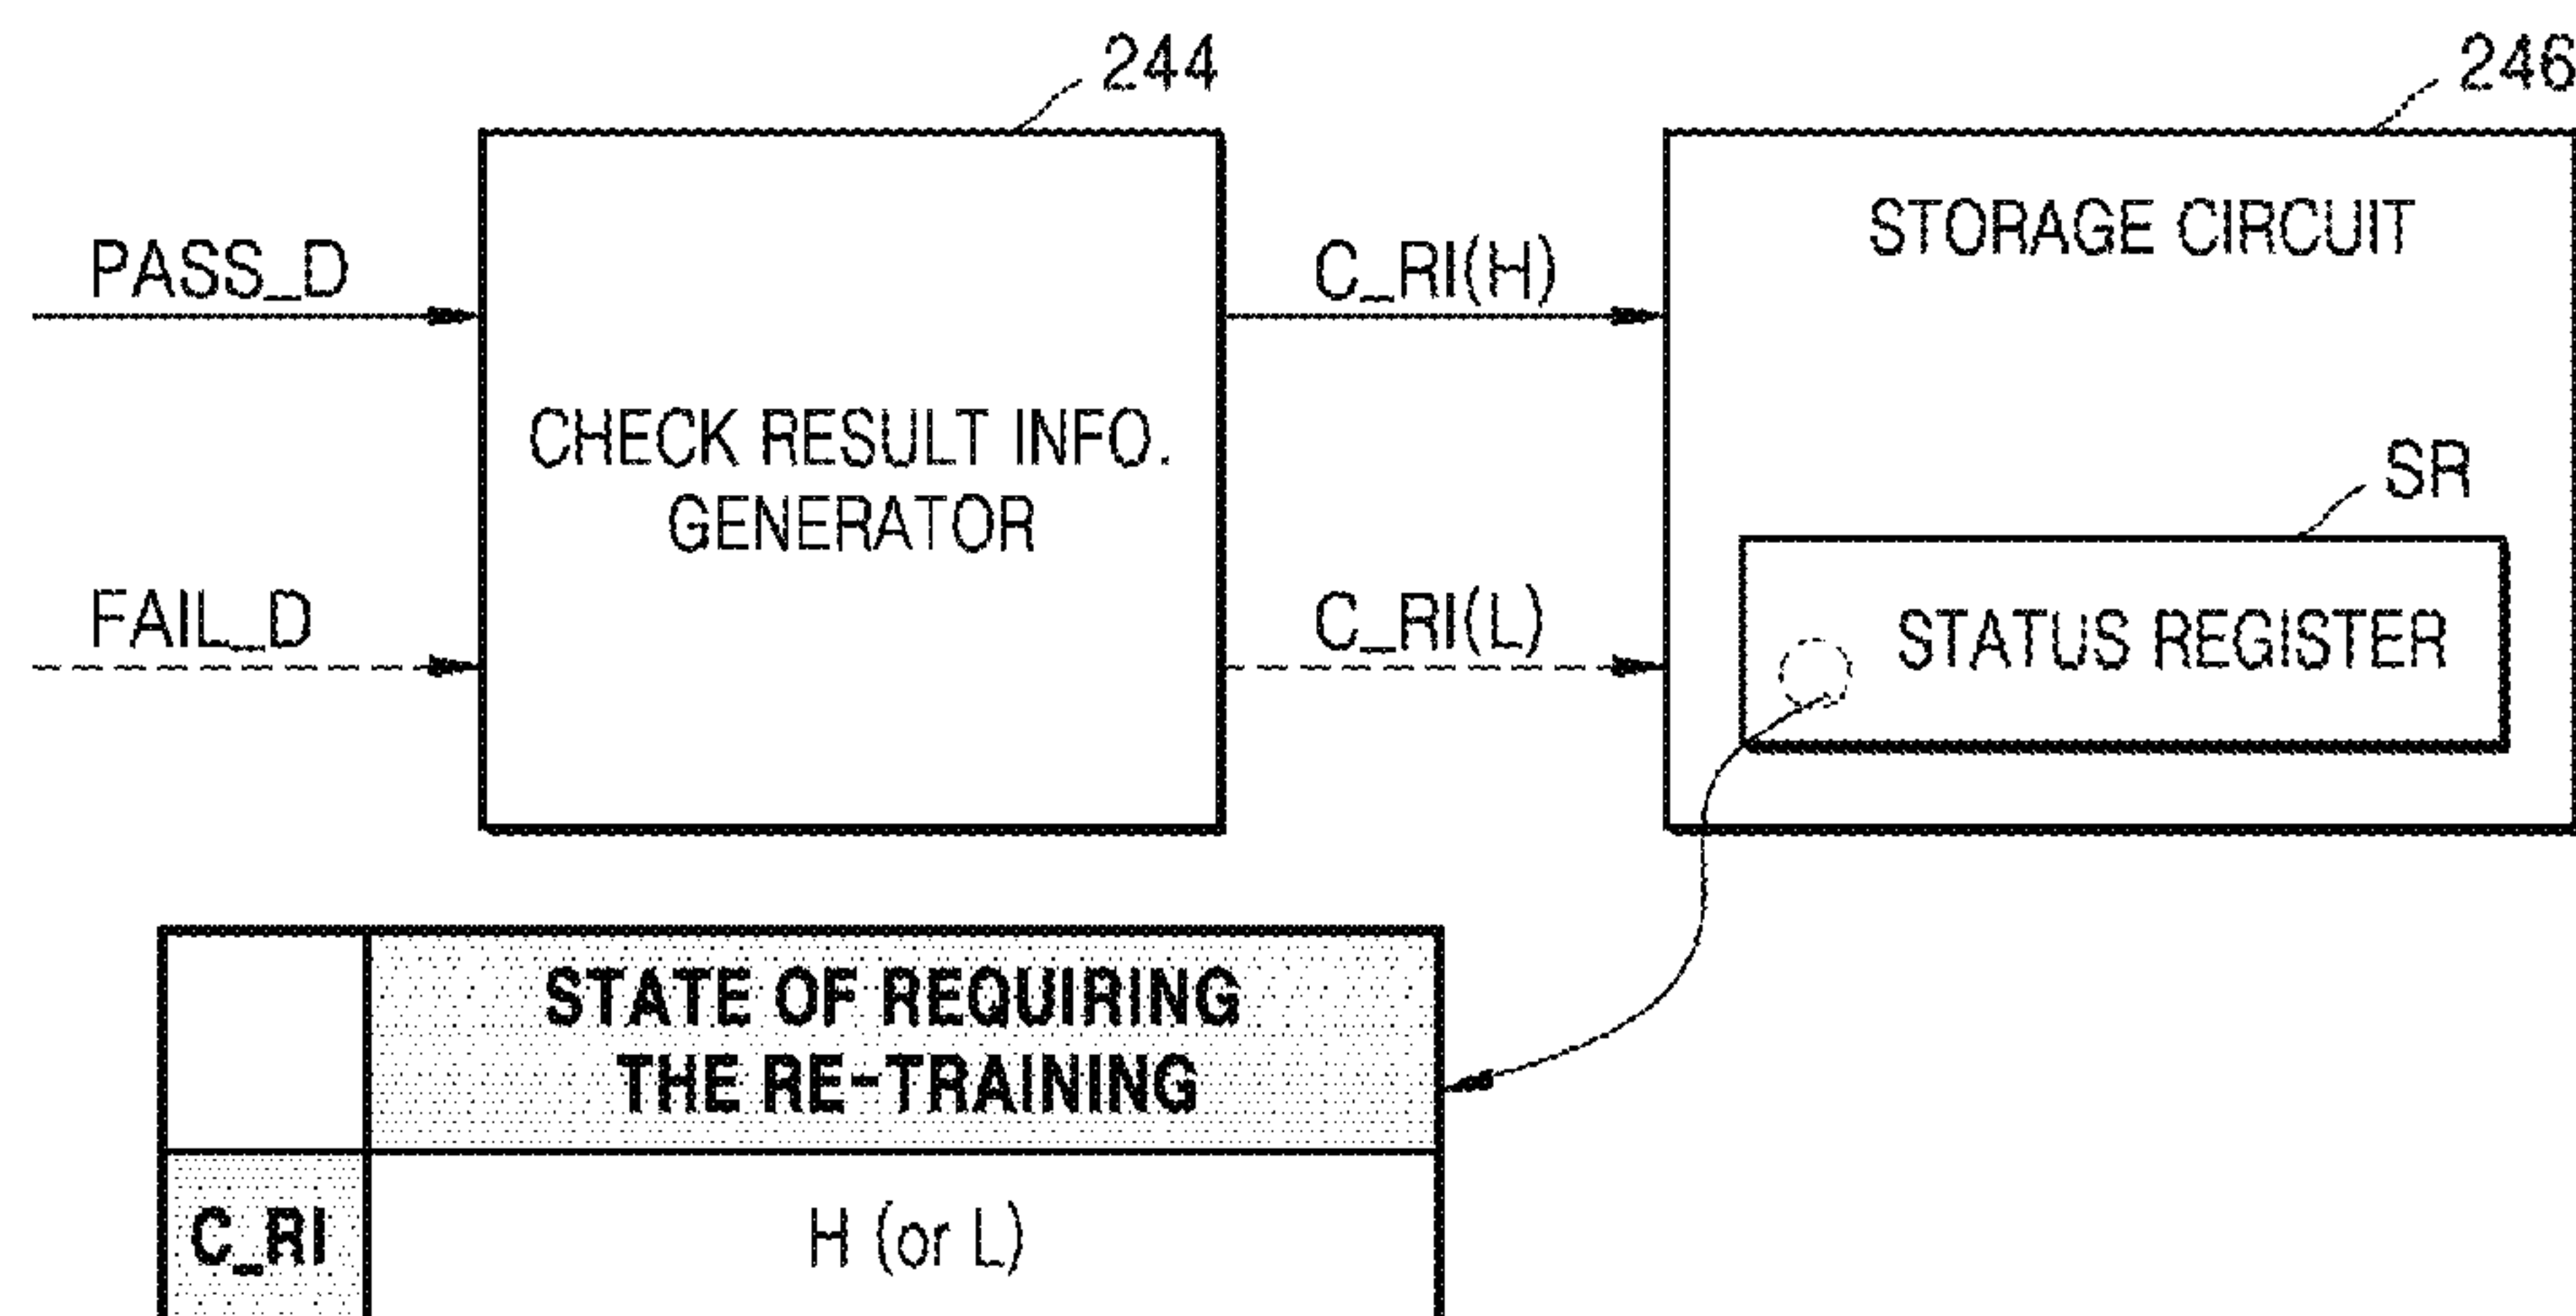 244
246
PASS_D
C_RI(H)
STORAGE CIRCUIT
CHECK RESULT INFO.
GENERATOR
SR
FAIL_D
C_RI(L)
STATUS REGISTER
STATE OF REQUIRING
THE RE-TRAINING
C_RI
H (or L)